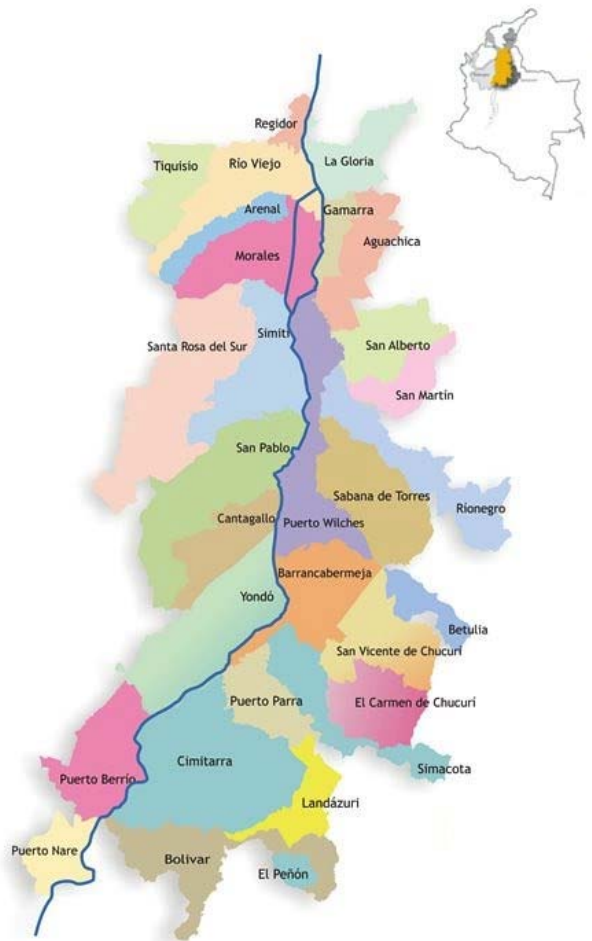 Regidor
Tiquisio
Río Viejo
La Gloria
Arenal
Gamarra
Morales
Aguachica
Simití
Santa Rosa del Sur
San Alberto
San Martín
San Pablo
Sabana de Torres
Ríonegro
Cantagallo
Puerto Wilches
Barrancabermeja
Yondó
Betulia
San Vicente de Chucurí
Puerto Parra
El Carmen de Chucurí
Cimitarra
Simacota
Puerto Berrío
Landázuri
Puerto Nare
Bolivar
El Peñón